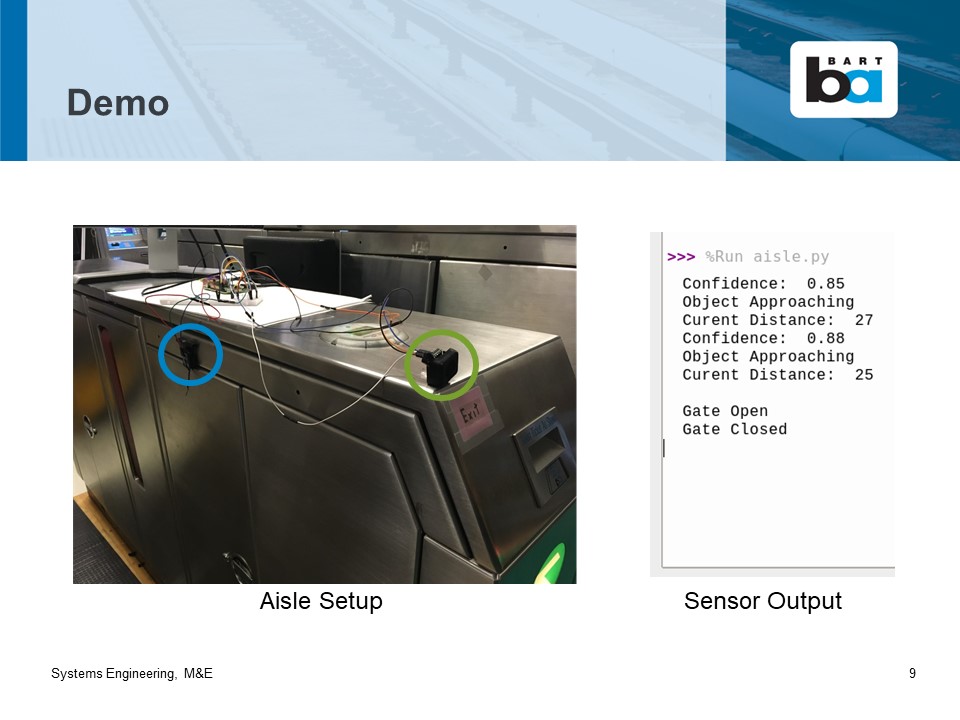 BART
ba
Demo
>>> %Run aisle.py
Confidence: 0.85
Object Approaching
Curent Distance: 27
Confidence: 0.88
Object Approaching
Curent Distance: 25
Gate Open
Gate Closed
Exit
Aisle Setup
Sensor Output
Systems Engineering, M&E
9